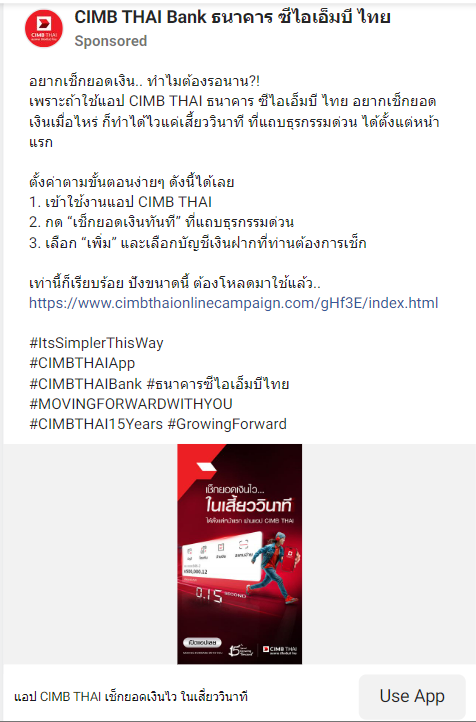 CIMB THAI Bank ธนาคาร ซีไอเอ็มบี ไทย
Sponsored
อยากเช็กยอดเงิน.. ทำไมต้องรอนาน?!
เพราะถ้าใช้แอป CIMB THAI ธนาคาร ซีไอเอ็มบี ไทย อยากเช็กยอด
เงินเมื่อไหร่ ก็ทำได้ไวแค่เสี้ยววินาที ที่แถบธุรกรรมด่วน ได้ตั้งแต่หน้า
แรก
ตั้งค่าตามขั้นตอนง่ายๆ ดังนี้ได้เลย
1. เข้าใช้งานแอป CIMB THAI
2. กด “เช็กยอดเงินทันที” ที่แถบธุรกรรมด่วน
3. เลือก “เพิ่ม” และเลือกบัญชีเงินฝากที่ท่านต้องการเช็ก
เท่านี้ก็เรียบร้อย ปังขนาดนี้ ต้องโหลดมาใช้แล้ว..
https://www.cimbthaionlinecampaign.com/gHf3E/index.html
#ItsSimplerThisWay
#CIMBTHAIApp
#CIMBTHAIBank #ธนาคารซีไอเอ็มบีไทย
#MOVINGFORWARDWITHYOU
#CIMBTHAI15Years #GrowingForward
เช็กยอดเงินไว...
ในเสี้ยววินาที
ได้ตั้งแต่หน้าแรก ผ่านแอป CIMB THAI
0.15 SECOND
เปิดแอปเลย
15 CIMB THAI
แอป CIMB THAI เช็กยอดเงินไว ในเสี้ยววินาที
Use App